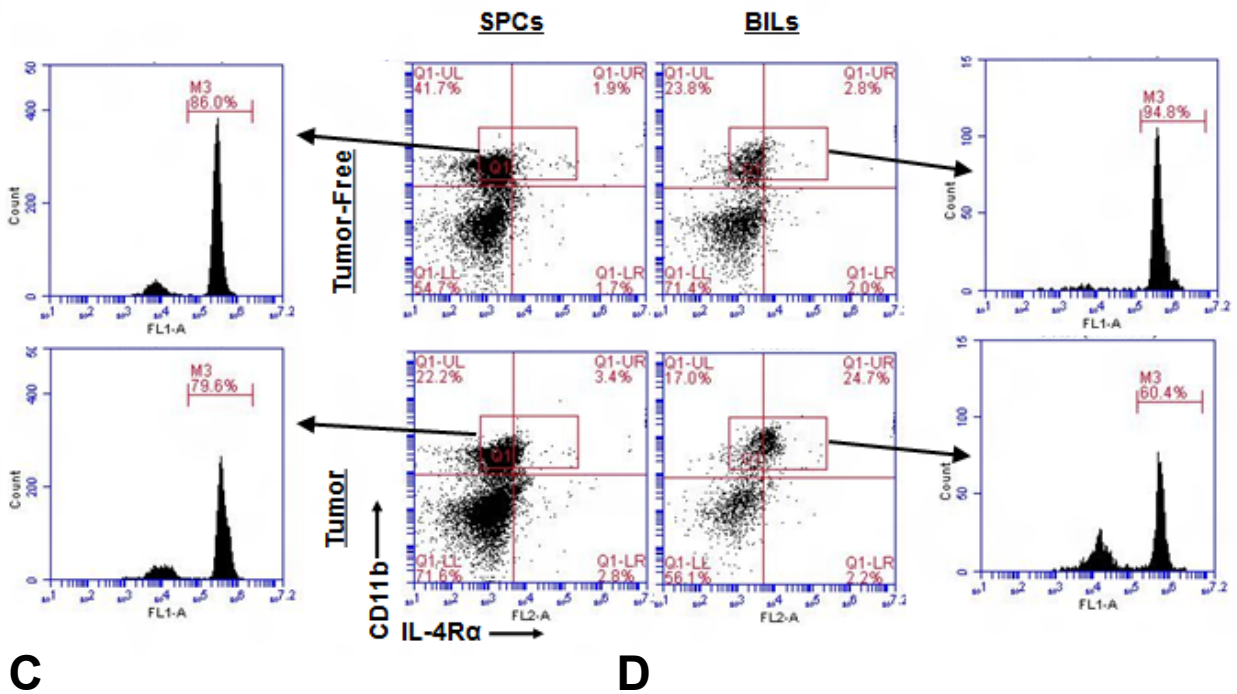 SPCs
BILs
M3
86.0%
400
200
0
Count
FL1-A
Tumor-Free
Q1-UL
41.7%
Q1-UR
1.9%
Q1
Q1-LL
54.7%
Q1-LR
1.7%
Q1-UL
23.8%
Q1-UR
2.8%
Q1-LL
71.4%
Q1-LR
2.0%
M3
94.8%
15
100
50
0
Count
FL1-A
M3
79.6%
400
200
0
Count
FL1-A
Tumor
Q1-UL
22.2%
Q1-UR
3.4%
Q1
Q1-LL
71.6%
Q1-LR
2.8%
FL2-A
Q1-UL
17.0%
Q1-UR
24.7%
Q1-LL
56.1%
Q1-LR
2.2%
FL2-A
M3
60.4%
15
100
50
0
Count
FL1-A
CD11b
IL-4Rα
C
D